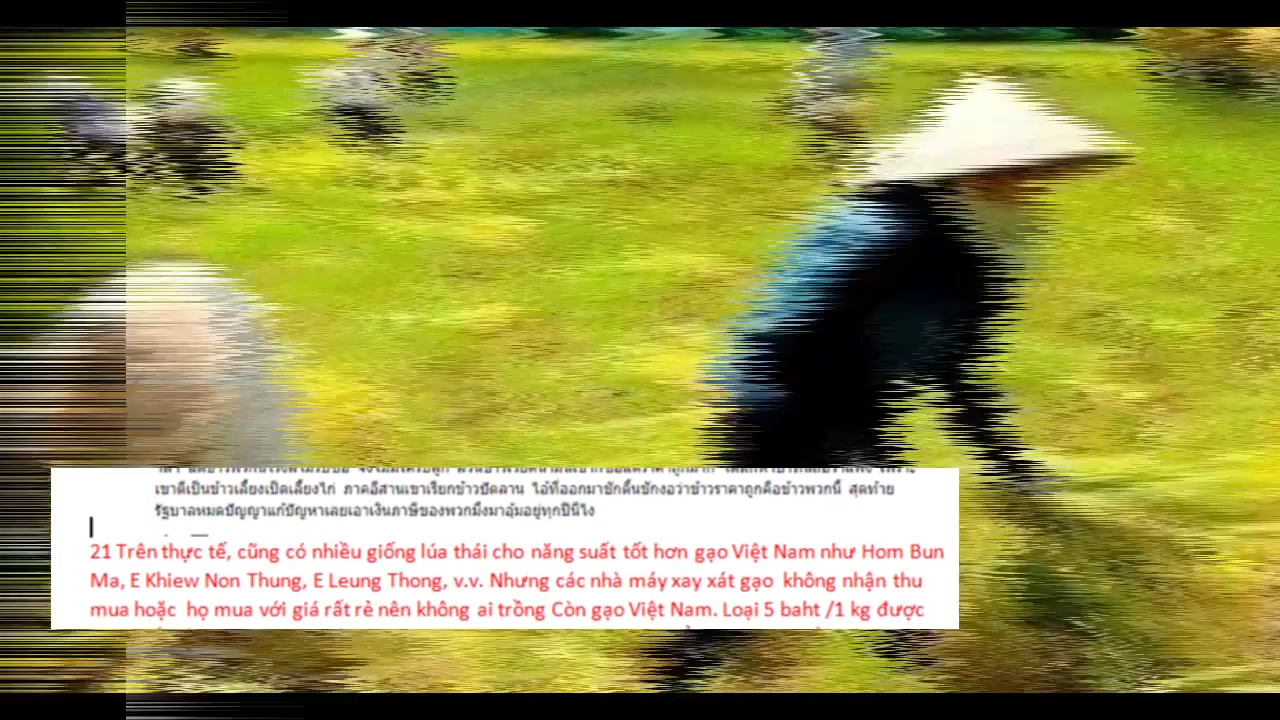 เขาตีเป็นข้าวเลี้ยงเปิดเลี้ยงไก่ ภาคอีสานเขาเรียกข้าวปัดลาน ไอ้ที่ออกมาชักดิ้นชักงอว่าข้าวราคาถูกคือข้าวพวกนี้ สุดท้าย
รัฐบาลหมดปัญญาแก้ปัญหาเลยเอาเงินภาษีของพวกมึงมาอุ้มอยู่ทุกปีนี้ไง
21 Trên thực tế, cũng có nhiều giống lúa thái cho năng suất tốt hơn gạo Việt Nam như Hom Bun
Ma, E Khiew Non Thung, E Leung Thong, v.v. Nhưng các nhà máy xay xát gạo không nhận thu
mua hoặc họ mua với giá rất rẻ nên không ai trồng Còn gạo Việt Nam. Loại 5 baht /1 kg được